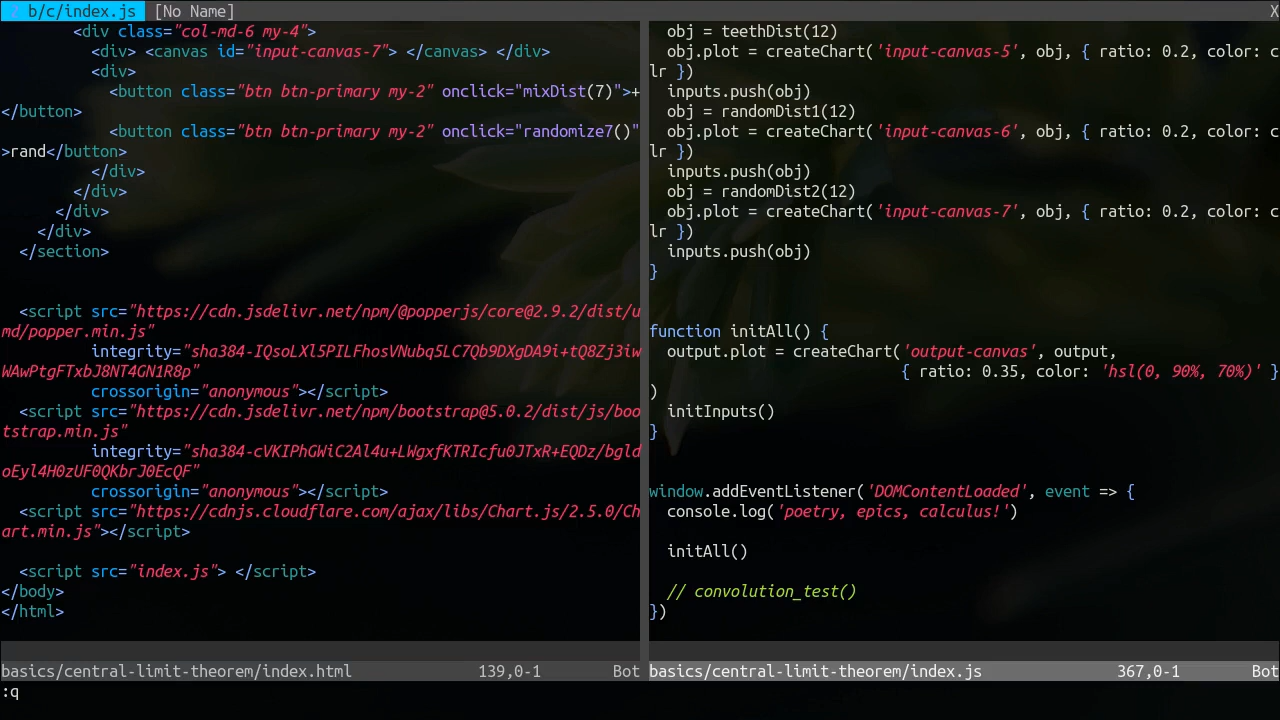 2 b/c/index.js  [No Name] X
<div class="col-md-6 my-4">
<div> <canvas id="input-canvas-7"> </canvas> </div>
<div>
<button class="btn btn-primary my-2" onclick="mixDist(7)">+
</button>
<button class="btn btn-primary my-2" onclick="randomize7()"
>rand</button>
</div>
</div>
</div>
</div>
</section>
<script src="https://cdn.jsdelivr.net/npm/@popperjs/core@2.9.2/dist/u
md/popper.min.js"
integrity="sha384-IQsoLXl5PILFhosVNubq5LC7Qb9DXgDA9i+tQ8Zj3iw
WAwPtgFTxbJ8NT4GN1R8p"
crossorigin="anonymous"></script>
<script src="https://cdn.jsdelivr.net/npm/bootstrap@5.0.2/dist/js/boo
tstrap.min.js"
integrity="sha384-cVKIPhGWiC2Al4u+LWgxfKTRIcfu0JTxR+EQDz/bgld
oEyl4H0zUF0QKbrJ0EcQF"
crossorigin="anonymous"></script>
<script src="https://cdnjs.cloudflare.com/ajax/libs/Chart.js/2.5.0/Ch
art.min.js"></script>
<script src="index.js"> </script>
</body>
</html>
basics/central-limit-theorem/index.html 139,0-1 Bot
obj = teethDist(12)
obj.plot = createChart('input-canvas-5', obj, { ratio: 0.2, color: c
lr })
inputs.push(obj)
obj = randomDist1(12)
obj.plot = createChart('input-canvas-6', obj, { ratio: 0.2, color: c
lr })
inputs.push(obj)
obj = randomDist2(12)
obj.plot = createChart('input-canvas-7', obj, { ratio: 0.2, color: c
lr })
inputs.push(obj)
}
function initAll() {
output.plot = createChart('output-canvas', output,
{ ratio: 0.35, color: 'hsl(0, 90%, 70%)' }
)
initInputs()
}
window.addEventListener('DOMContentLoaded', event => {
console.log('poetry, epics, calculus!')
initAll()
// convolution_test()
})
basics/central-limit-theorem/index.js 367,0-1 Bot
:q